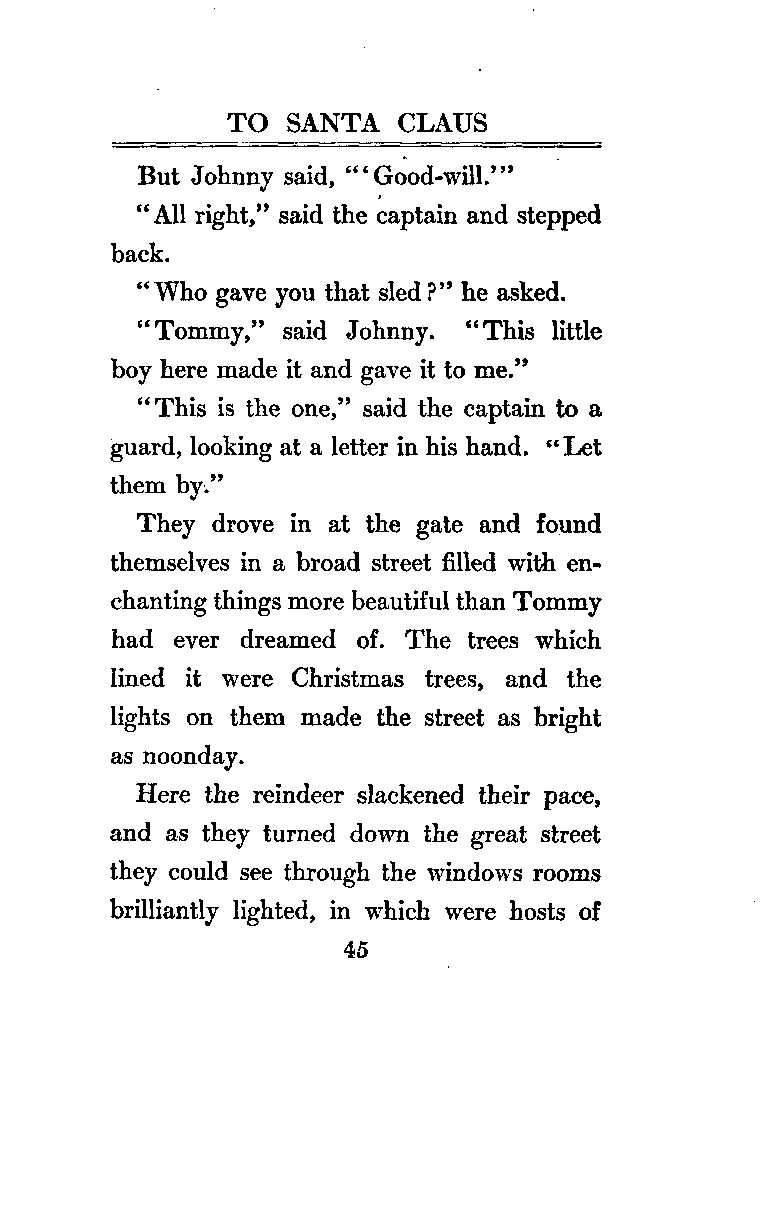 TO SANTA CLAUS
But Johnny said, "'Good-will.'"
"All right," said the captain and stepped
back.
"Who gave you that sled?" he asked.
"Tommy," said Johnny. "This little
boy here made it and gave it to me."
"This is the one," said the captain to a
guard, looking at a letter in his hand. "Let
them by."
They drove in at the gate and found
themselves in a broad street filled with en-
chanting things more beautiful than Tommy
had ever dreamed of. The trees which
lined it were Christmas trees, and the
lights on them made the street as bright
as noonday.
Here the reindeer slackened their pace,
and as they turned down the great street
they could see through the windows rooms
brilliantly lighted, in which were hosts of
45